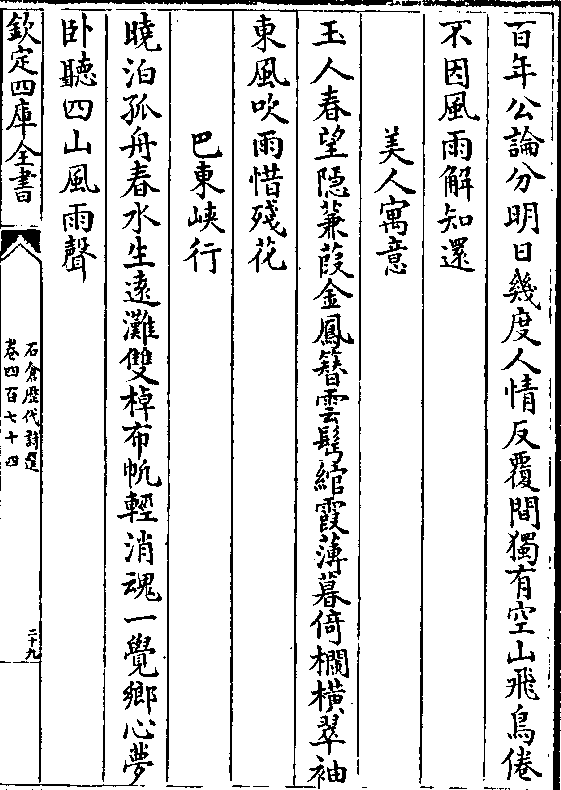 百年公論分明日幾度人情反覆間獨有空山飛鳥倦
不因風雨解知還
美人寓意
玉人春望隠蒹葭金鳳簪雲髩綰霞薄暮倚欄横翠袖
東風吹雨惜殘花
巴東峽行
曉泊孤舟春水生遠灘雙棹布帆輕消魂一覺鄉心夢
卧聽四山風雨聲
欽定四庫全書
石倉歷代詩選
卷四百七十四
二十九